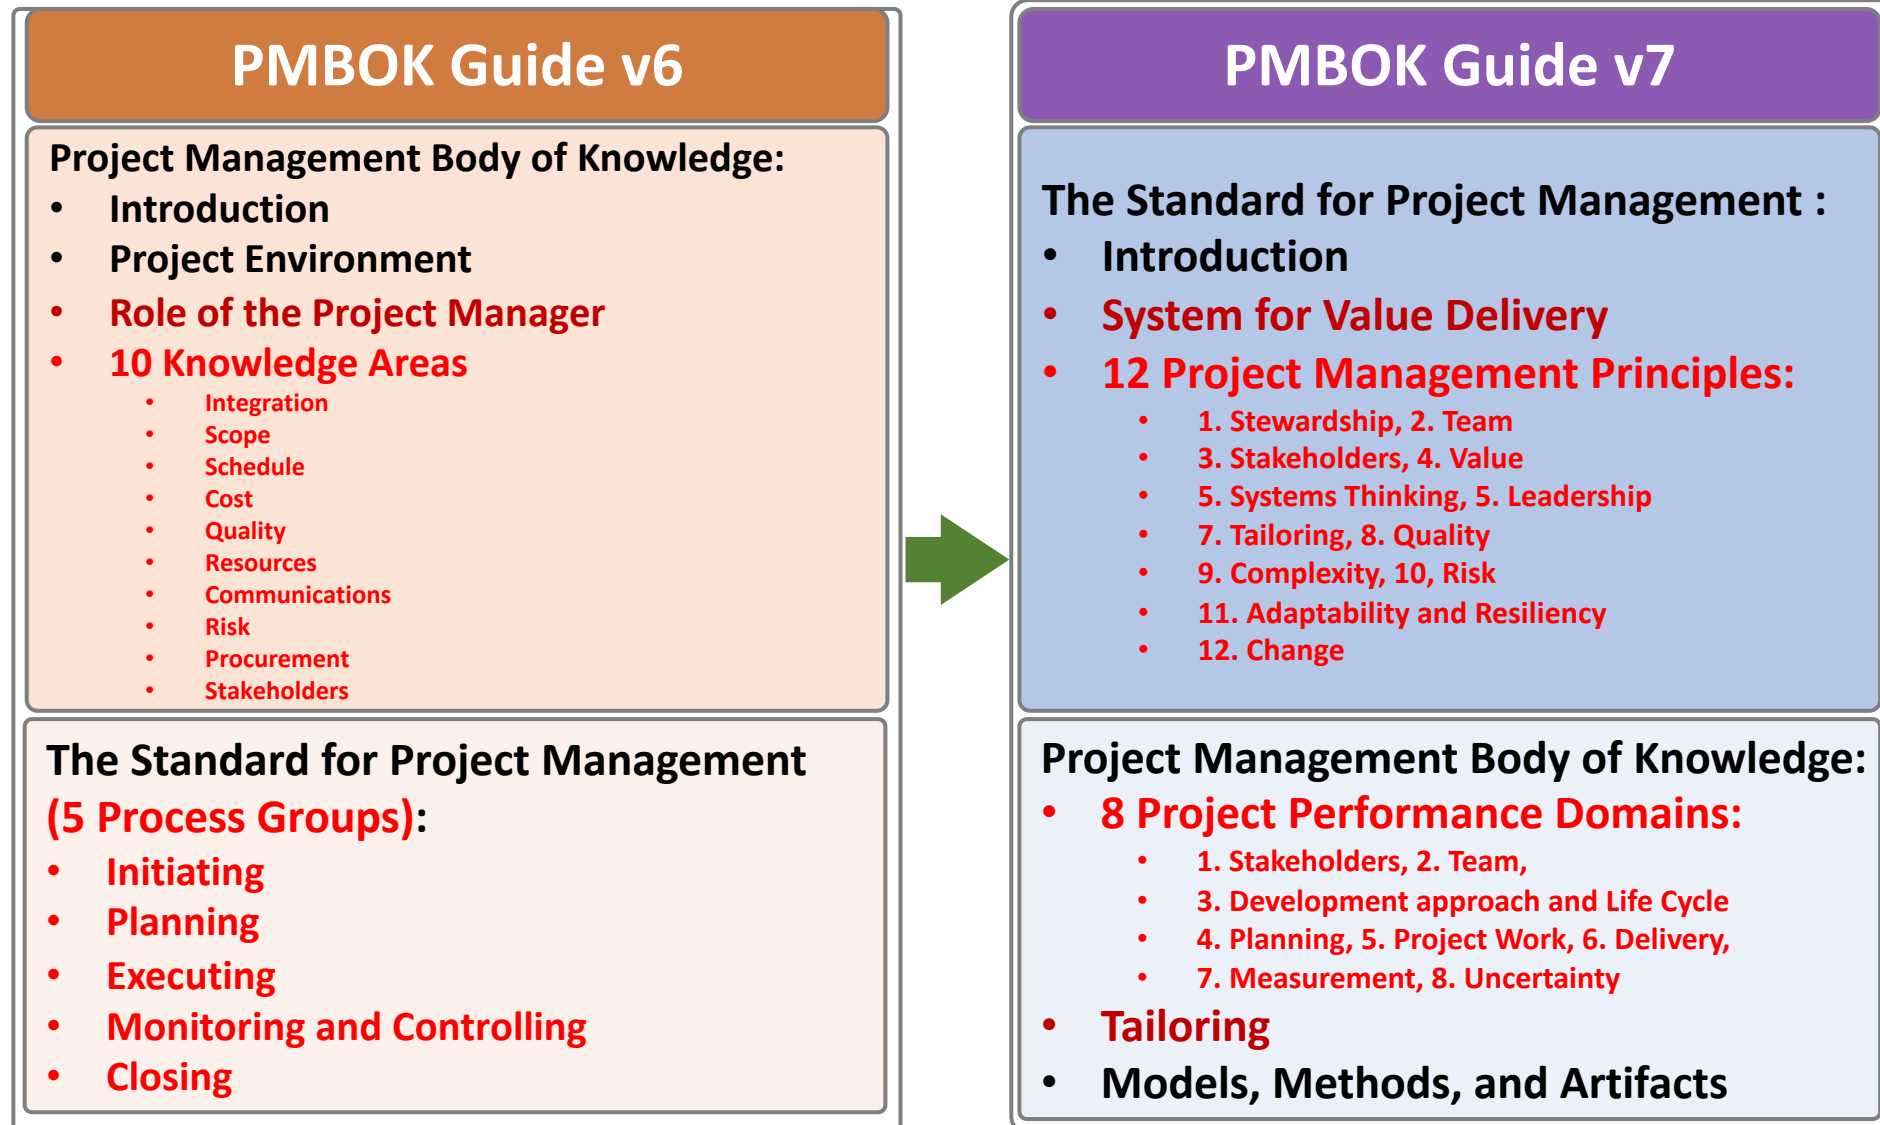 PMBOK Guide v6
Project Management Body of Knowledge:
• Introduction
• Project Environment
• Role of the Project Manager
• 10 Knowledge Areas
• Integration
• Scope
• Schedule
• Cost
• Quality
• Resources
• Communications
• Risk
• Procurement
• Stakeholders
The Standard for Project Management
(5 Process Groups):
• Initiating
• Planning
• Executing
• Monitoring and Controlling
• Closing
PMBOK Guide v7
The Standard for Project Management :
• Introduction
• System for Value Delivery
• 12 Project Management Principles:
• 1. Stewardship, 2. Team
• 3. Stakeholders, 4. Value
• 5. Systems Thinking, 5. Leadership
• 7. Tailoring, 8. Quality
• 9. Complexity, 10, Risk
• 11. Adaptability and Resiliency
• 12. Change
Project Management Body of Knowledge:
• 8 Project Performance Domains:
• 1. Stakeholders, 2. Team,
• 3. Development approach and Life Cycle
• 4. Planning, 5. Project Work, 6. Delivery,
• 7. Measurement, 8. Uncertainty
• Tailoring
• Models, Methods, and Artifacts